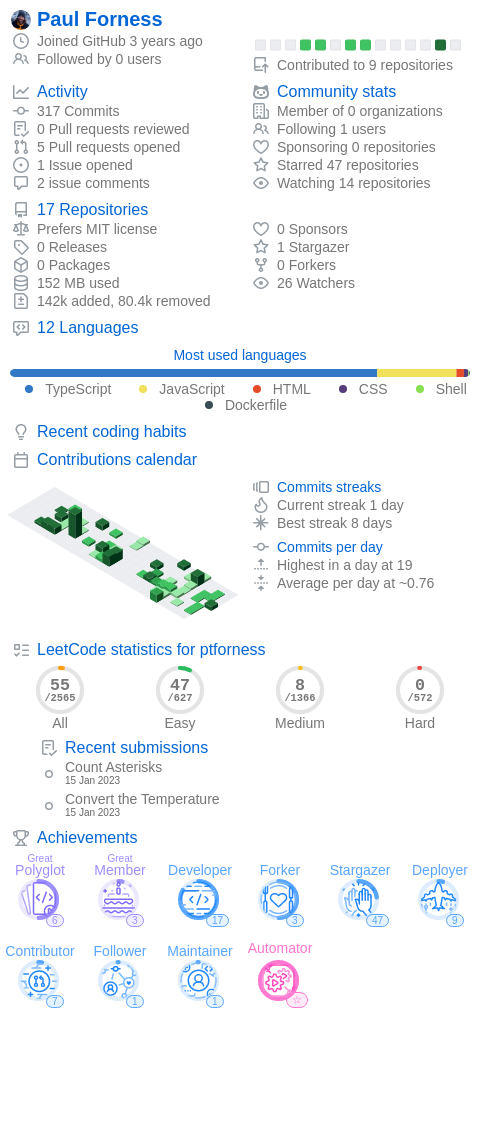 Paul Forness
Joined GitHub 3 years ago
Followed by 0 users
Contributed to 9 repositories
Activity
317 Commits
0 Pull requests reviewed
5 Pull requests opened
1 Issue opened
2 issue comments
Community stats
Member of 0 organizations
Following 1 users
Sponsoring 0 repositories
Starred 47 repositories
Watching 14 repositories
17 Repositories
Prefers MIT license
0 Releases
0 Packages
152 MB used
142k added, 80.4k removed
0 Sponsors
1 Stargazer
0 Forkers
26 Watchers
12 Languages
Most used languages
TypeScript JavaScript HTML CSS Shell
Dockerfile
Recent coding habits
Contributions calendar
Commits streaks
Current streak 1 day
Best streak 8 days
Commits per day
Highest in a day at 19
Average per day at ~0.76
LeetCode statistics for ptforness
55 47 8 0
/2565 /627 /1366 /572
All Easy Medium Hard
Recent submissions
Count Asterisks
15 Jan 2023
Convert the Temperature
15 Jan 2023
Achievements
Great Great
Polyglot Member Developer Forker Stargazer Deployer
6 3 17 3 47 9
Contributor Follower Maintainer Automator
7 1 1